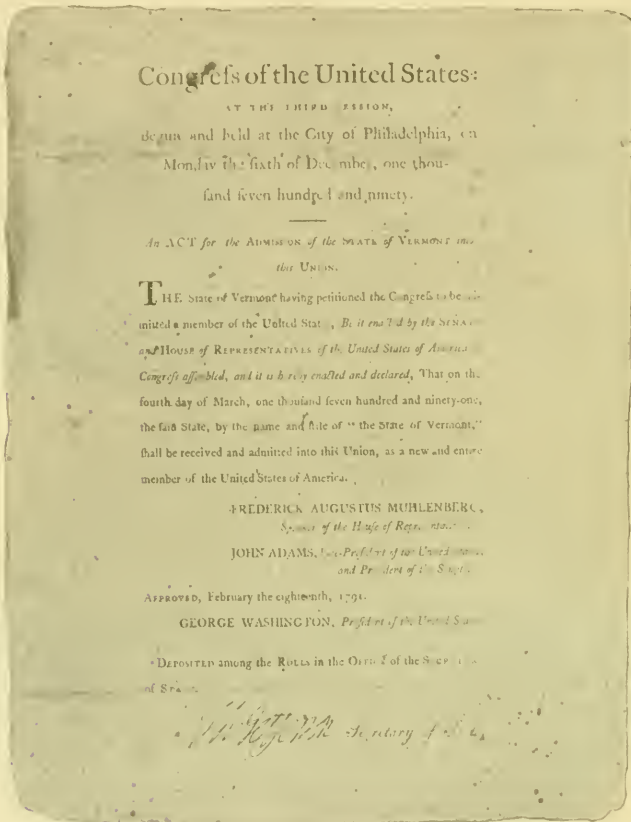 Congreſs of the United States:
AT THE THIRD SESSION,
Begun and held at the City of Philadelphia, on
Monday the ſixth of December, one thou-
ſand ſeven hundred and ninety.
An ACT for the ADMISSION of the STATE of VERMONT into
this UNION.
THE State of Vermont having petitioned the Congreſs to be ad-
mitted a member of the United States, Be it enacted by the SENATE
and HOUSE of REPRESENTATIVES of the United States of America
Congreſs aſſembled, and it is hereby enacted and declared, That on the
fourth day of March, one thouſand ſeven hundred and ninety-one,
the ſaid State, by the name and ſtile of “ the State of Vermont,”
ſhall be received and admitted into this Union, as a new and entire
member of the United States of America.
FREDERICK AUGUSTUS MUHLENBERG,
Speaker of the Houſe of Repreſentatives.
JOHN ADAMS, Vice-Preſident of the United States,
and Preſident of the Senate.
APPROVED, February the eighteenth, 1791.
GEORGE WASHINGTON, Preſident of the United States.
DEPOSITED among the ROLLS in the OFFICE of the SECRETARY
of STATE.
Secretary of State